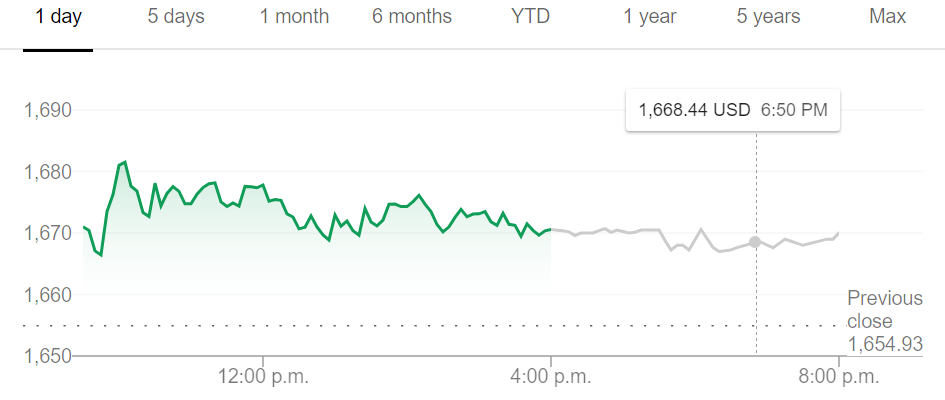 1 day 5 days 1 month 6 months YTD 1 year 5 years Max
1,690
1,668.44 USD 6:50 PM
1,680
1,670
1,660
Previous
close
1,654.93
1,650
12:00 p.m. 4:00 p.m. 8:00 p.m.